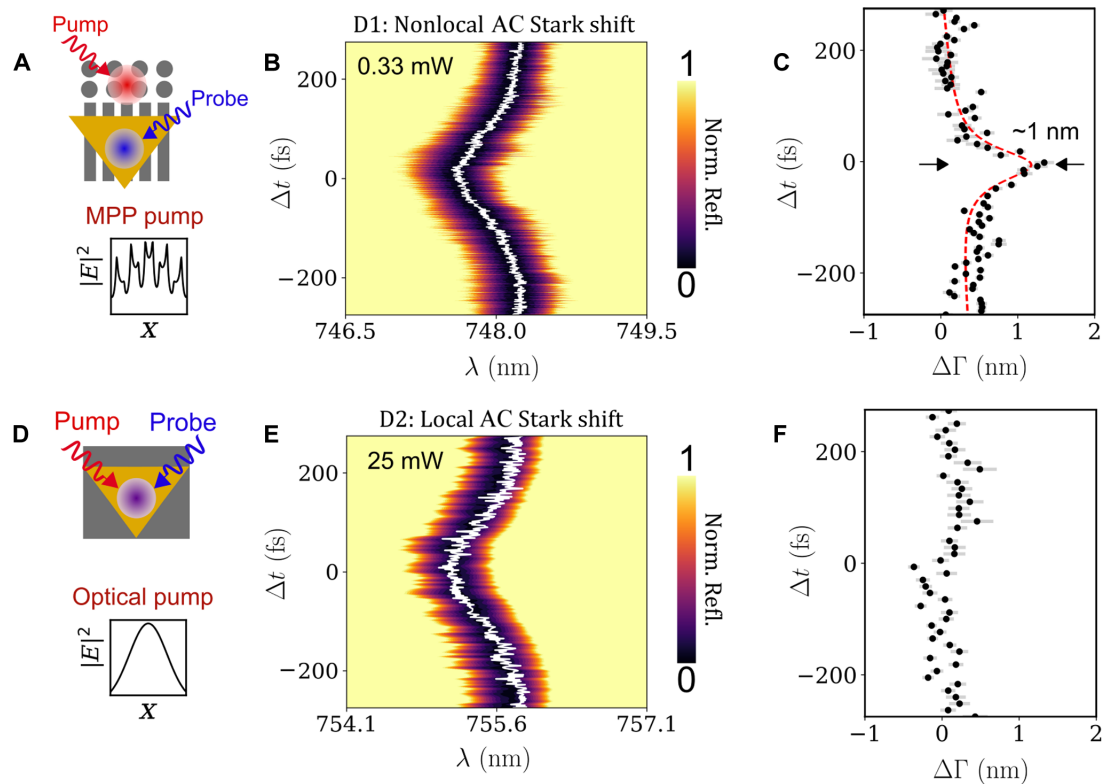 A
Pump
Probe
MPP pump
|E|²
x
D1: Nonlocal AC Stark shift
B
0.33 mW
200
0
−200
Δt (fs)
746.5
748.0
749.5
λ (nm)
1
Norm. Refl.
0
C
200
0
−200
Δt (fs)
~1 nm
−1
0
1
2
ΔΓ (nm)
D
Pump
Probe
Optical pump
|E|²
x
D2: Local AC Stark shift
E
25 mW
200
0
−200
Δt (fs)
754.1
755.6
757.1
λ (nm)
1
Norm. Refl.
0
F
200
0
−200
Δt (fs)
−1
0
1
2
ΔΓ (nm)